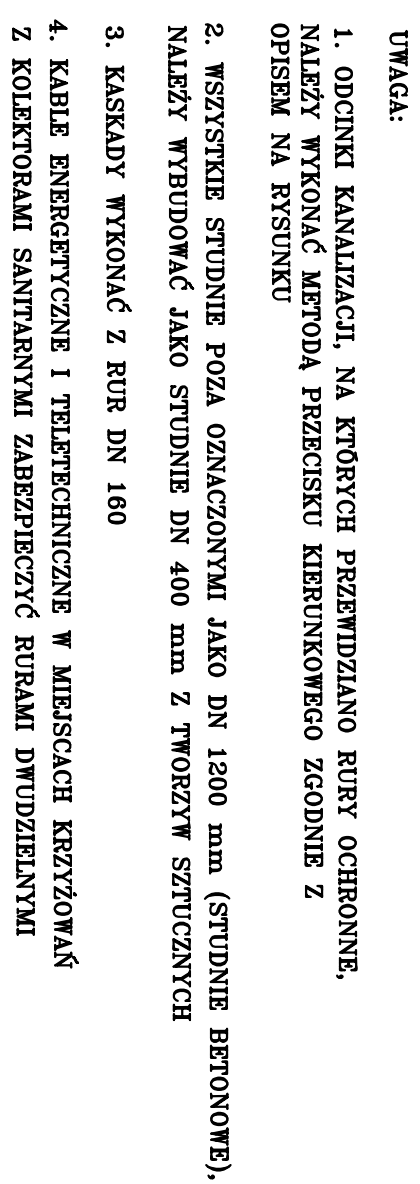 UWAGA:
1. ODCINKI KANALIZACJI, NA KTÓRYCH PRZEWIDZIANO RURY OCHRONNE,
NALEŻY WYKONAĆ METODĄ PRZECISKU KIERUNKOWEGO ZGODNIE Z
OPISEM NA RYSUNKU
2. WSZYSTKIE STUDNIE POZA OZNACZONYMI JAKO DN 1200 mm (STUDNIE BETONOWE),
NALEŻY WYBUDOWAĆ JAKO STUDNIE DN 400 mm Z TWORZYW SZTUCZNYCH
3. KASKADY WYKONAĆ Z RUR DN 160
4. KABLE ENERGETYCZNE I TELETECHNICZNE W MIEJSCACH KRZYŻOWAŃ
Z KOLEKTORAMI SANITARNYMI ZABEZPIECZYĆ RURAMI DWUDZIELNYMI